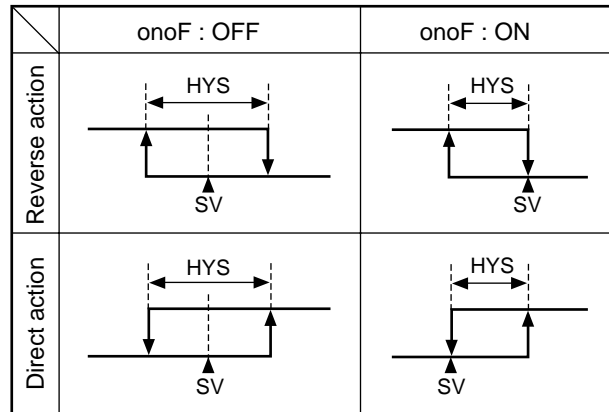 onoF : OFF
onoF : ON
Reverse action
HYS
SV
HYS
SV
Direct action
HYS
SV
HYS
SV